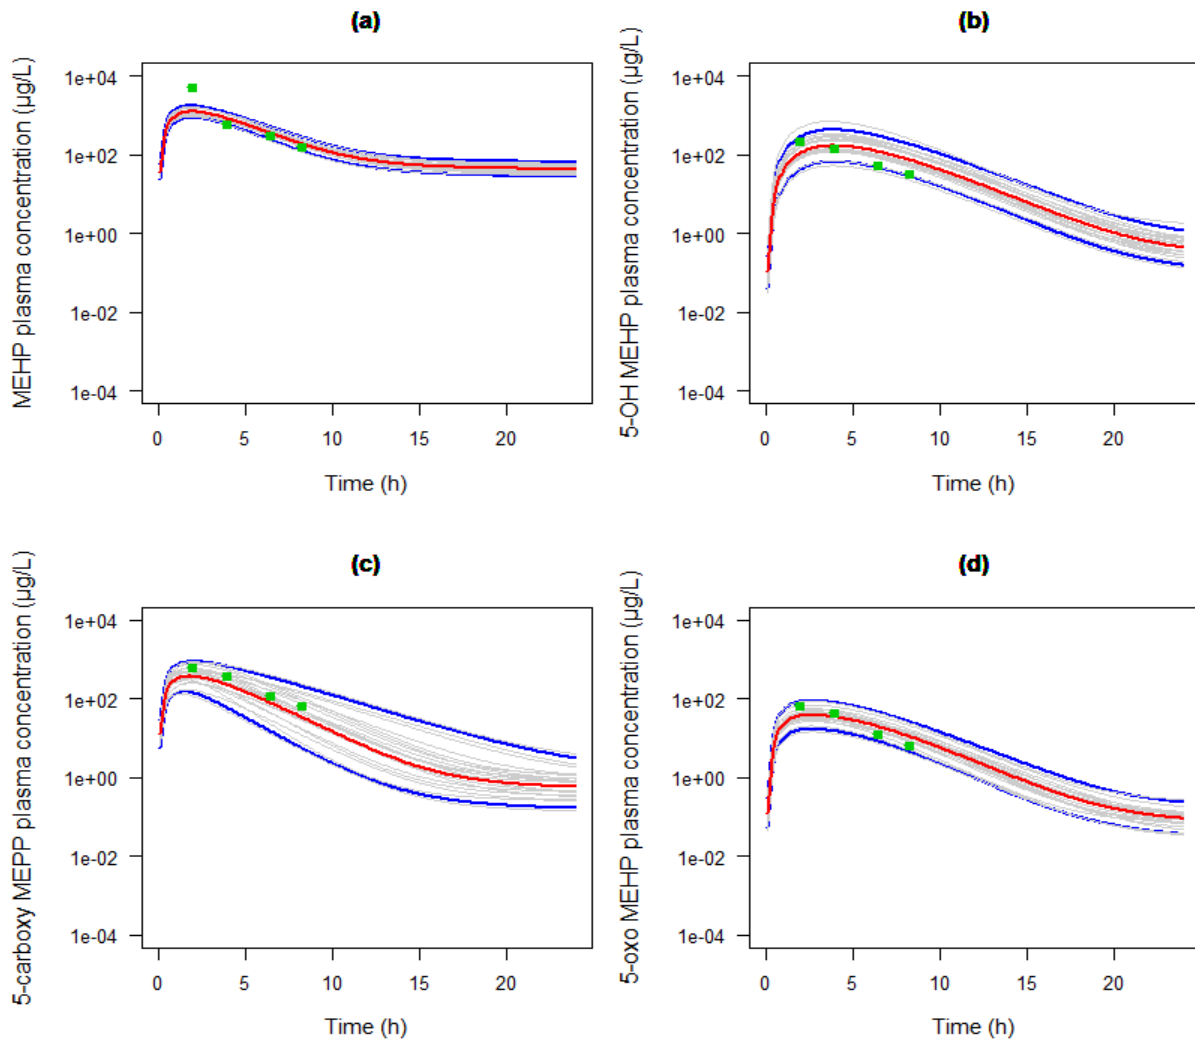 (a)
MEHP plasma concentration (µg/L)
1e+04
1e+02
1e+00
1e-02
1e-04
0 5 10 15 20
Time (h)
(b)
5-OH MEHP plasma concentration (µg/L)
1e+04
1e+02
1e+00
1e-02
1e-04
0 5 10 15 20
Time (h)
(c)
5-carboxy MEPP plasma concentration (µg/L)
1e+04
1e+02
1e+00
1e-02
1e-04
0 5 10 15 20
Time (h)
(d)
5-oxo MEHP plasma concentration (µg/L)
1e+04
1e+02
1e+00
1e-02
1e-04
0 5 10 15 20
Time (h)